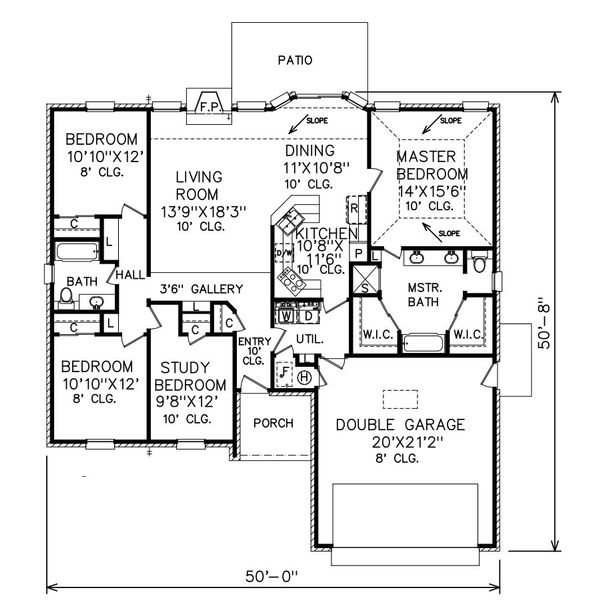 PATIO
F.P.
SLOPE
SLOPE
BEDROOM
10'10"X12'
8' CLG.
LIVING
ROOM
13'9"X18'3"
10' CLG.
DINING
11'X10'8"
10' CLG.
MASTER
BEDROOM
14'X15'6"
10' CLG.
SLOPE
R
P
KITCHEN
10'8"X
11'6"
10' CLG.
D/W
C
L
BATH
HALL
3'6" GALLERY
L
S
MSTR.
BATH
W.I.C.
W.I.C.
C
L
C
C
ENTRY
10'
CLG.
W
D
UTIL.
F
H
BEDROOM
10'10"X12'
8' CLG.
STUDY
BEDROOM
9'8"X12'
10' CLG.
PORCH
DOUBLE GARAGE
20'X21'2"
8' CLG.
50'-8"
50'-0"